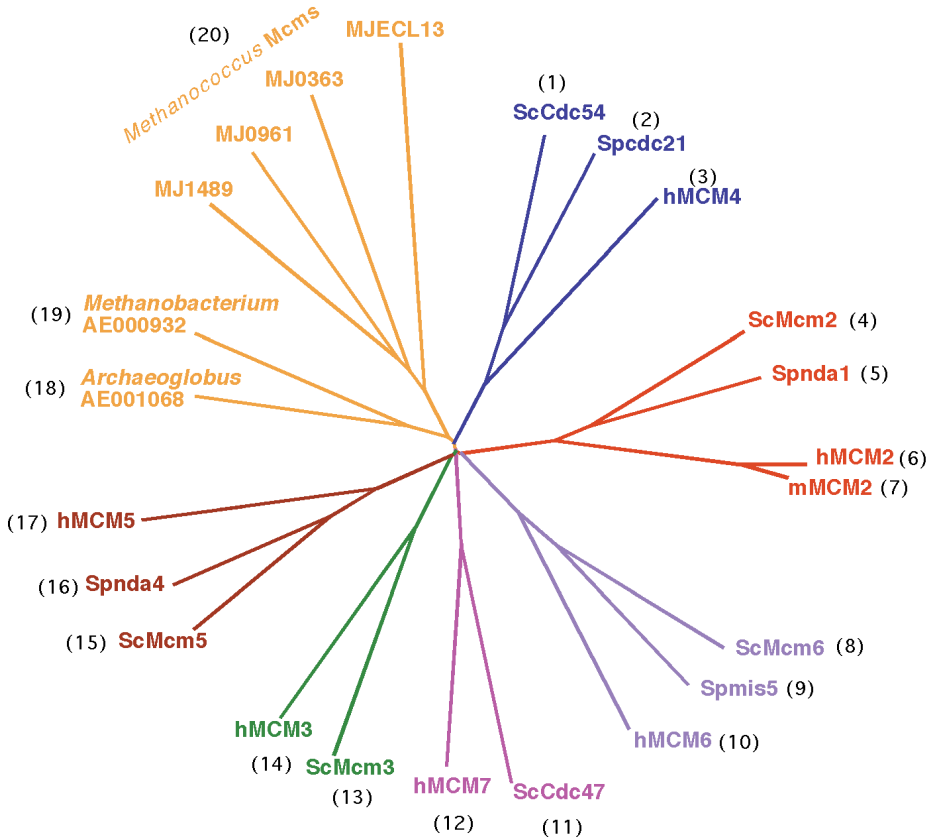 (20)
Methanococcus Mcms
MJECL13
MJ0363
MJ0961
MJ1489
(1)
ScCdc54
(2)
Spcdc21
(3)
hMCM4
(19)
Methanobacterium
AE000932
(18)
Archaeoglobus
AE001068
ScMcm2 (4)
Spnda1 (5)
hMCM2 (6)
mMCM2 (7)
(17) hMCM5
(16) Spnda4
(15) ScMcm5
ScMcm6 (8)
Spmis5 (9)
hMCM6 (10)
hMCM3
(14)
ScMcm3
(13)
hMCM7
(12)
ScCdc47
(11)